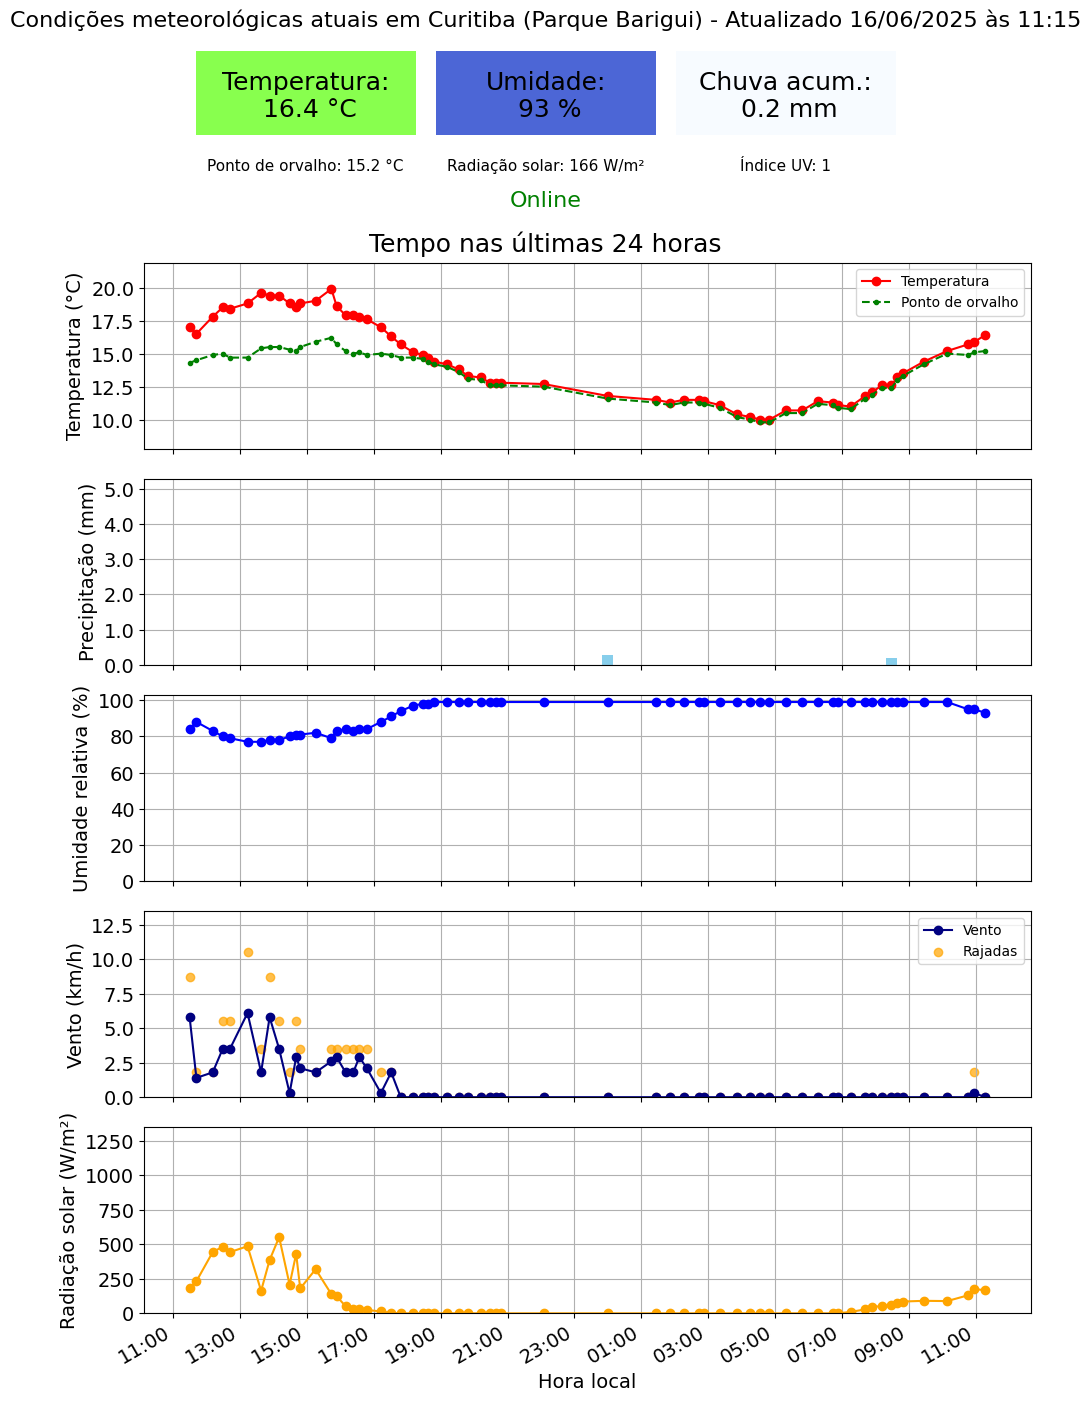 Condições meteorológicas atuais em Curitiba (Parque Barigui) - Atualizado 16/06/2025 às 11:15
Temperatura:
16.4 °C
Umidade:
93 %
Chuva acum.:
0.2 mm
Ponto de orvalho: 15.2 °C
Radiação solar: 166 W/m²
Índice UV: 1
Online
Tempo nas últimas 24 horas
Temperatura (°C)
20.0
17.5
15.0
12.5
10.0
Temperatura
Ponto de orvalho
Precipitação (mm)
5.0
4.0
3.0
2.0
1.0
0.0
Umidade relativa (%)
100
80
60
40
20
0
Vento (km/h)
12.5
10.0
7.5
5.0
2.5
0.0
Vento
Rajadas
Radiação solar (W/m²)
1250
1000
750
500
250
0
11:00
13:00
15:00
17:00
19:00
21:00
23:00
01:00
03:00
05:00
07:00
09:00
11:00
Hora local